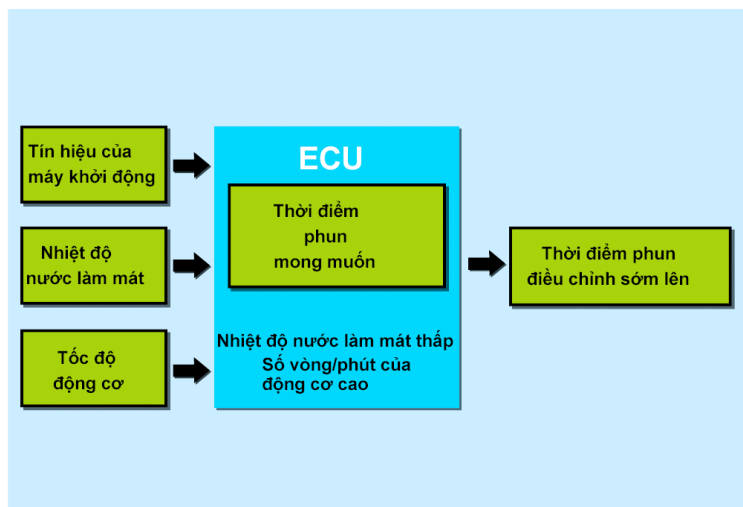 Tín hiệu của
máy khởi động
Nhiệt độ
nước làm mát
Tốc độ
động cơ
ECU
Thời điểm
phun
mong muốn
Nhiệt độ nước làm mát thấp
Số vòng/phút của
động cơ cao
Thời điểm phun
điều chỉnh sớm lên